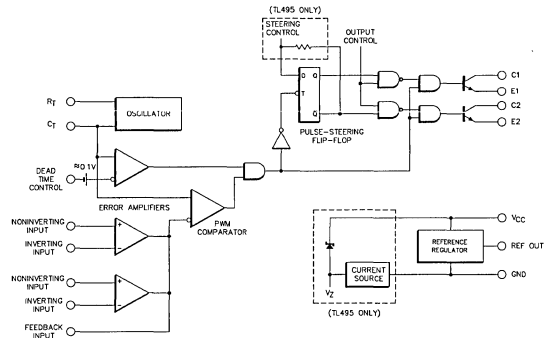 (TL495 ONLY)
STEERING
CONTROL
OUTPUT
CONTROL
C1
E1
C2
E2
D
Q
T
Q
PULSE-STEERING
FLIP-FLOP
RT
CT
OSCILLATOR
≈0.1V
DEAD
TIME
CONTROL
ERROR AMPLIFIERS
PWM
COMPARATOR
NONINVERTING
INPUT
+
INVERTING
INPUT
−
NONINVERTING
INPUT
+
INVERTING
INPUT
−
FEEDBACK
INPUT
VCC
REFERENCE
REGULATOR
REF OUT
CURRENT
SOURCE
GND
VZ
(TL495 ONLY)